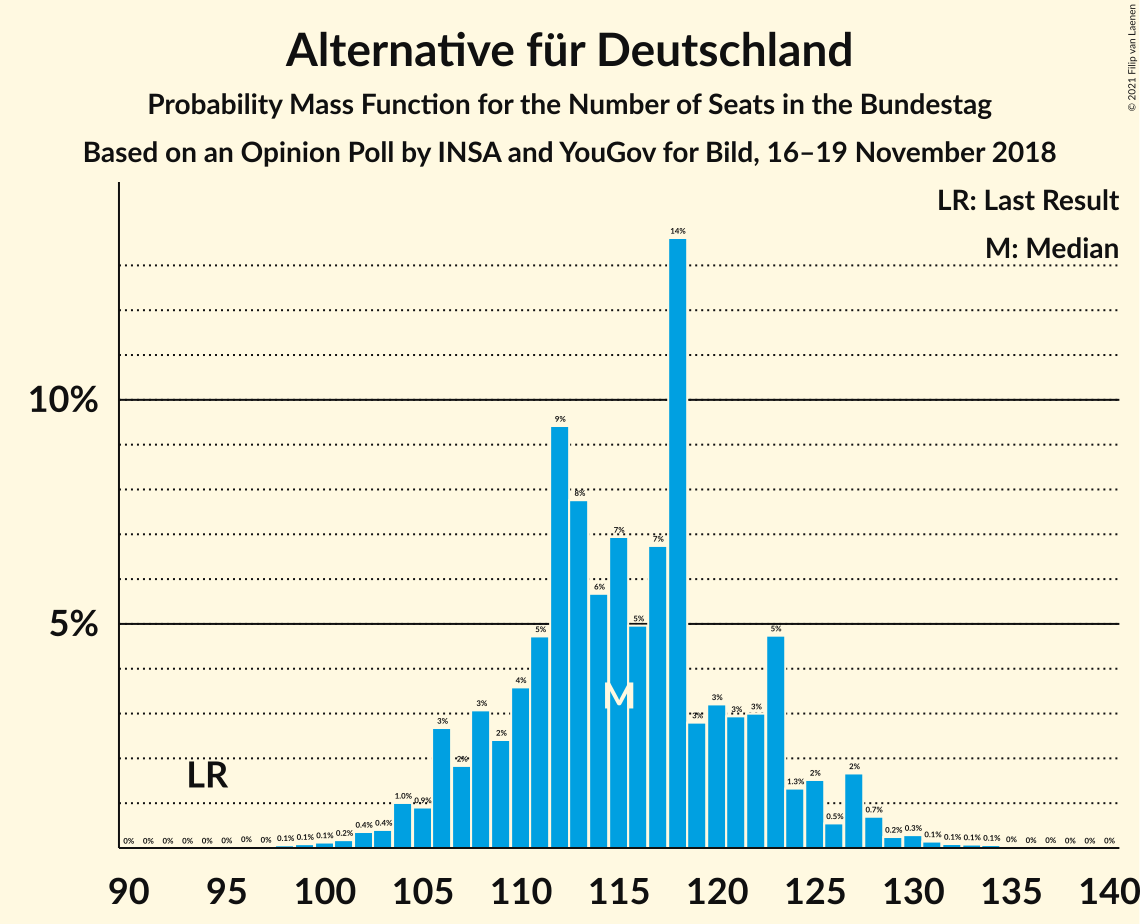 Alternative für Deutschland
Probability Mass Function for the Number of Seats in the Bundestag
Based on an Opinion Poll by INSA and YouGov for Bild, 16–19 November 2018
© 2021 Filip van Laenen
LR: Last Result
M: Median
10%
5%
LR
M
0% 0% 0% 0% 0% 0% 0% 0% 0.1% 0.1% 0.1% 0.2% 0.4% 0.4% 1.0% 0.9% 3% 2% 3% 2% 4% 5% 9% 8% 6% 7% 5% 7% 14% 3% 3% 3% 3% 5% 1.3% 2% 0.5% 2% 0.7% 0.2% 0.3% 0.1% 0.1% 0.1% 0.1% 0% 0% 0% 0% 0% 0%
90 95 100 105 110 115 120 125 130 135 140